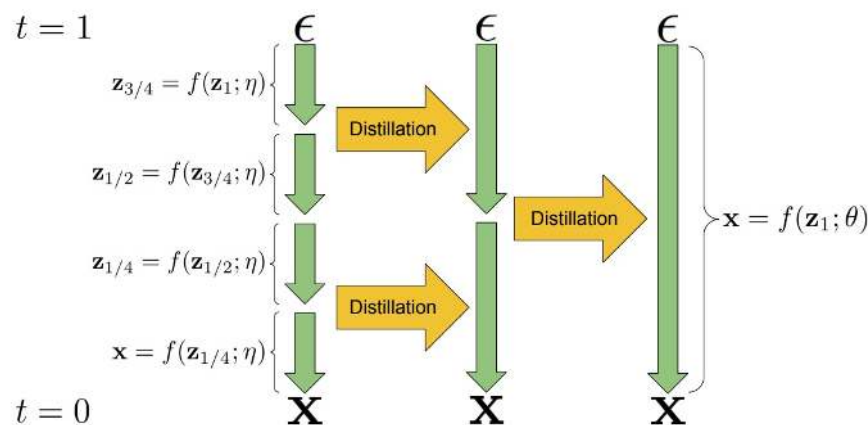 t = 1
ϵ ϵ ϵ
z_{3/4} = f(z_1; η)
Distillation
z_{1/2} = f(z_{3/4}; η)
Distillation
x = f(z_1; θ)
z_{1/4} = f(z_{1/2}; η)
Distillation
x = f(z_{1/4}; η)
t = 0
x x x